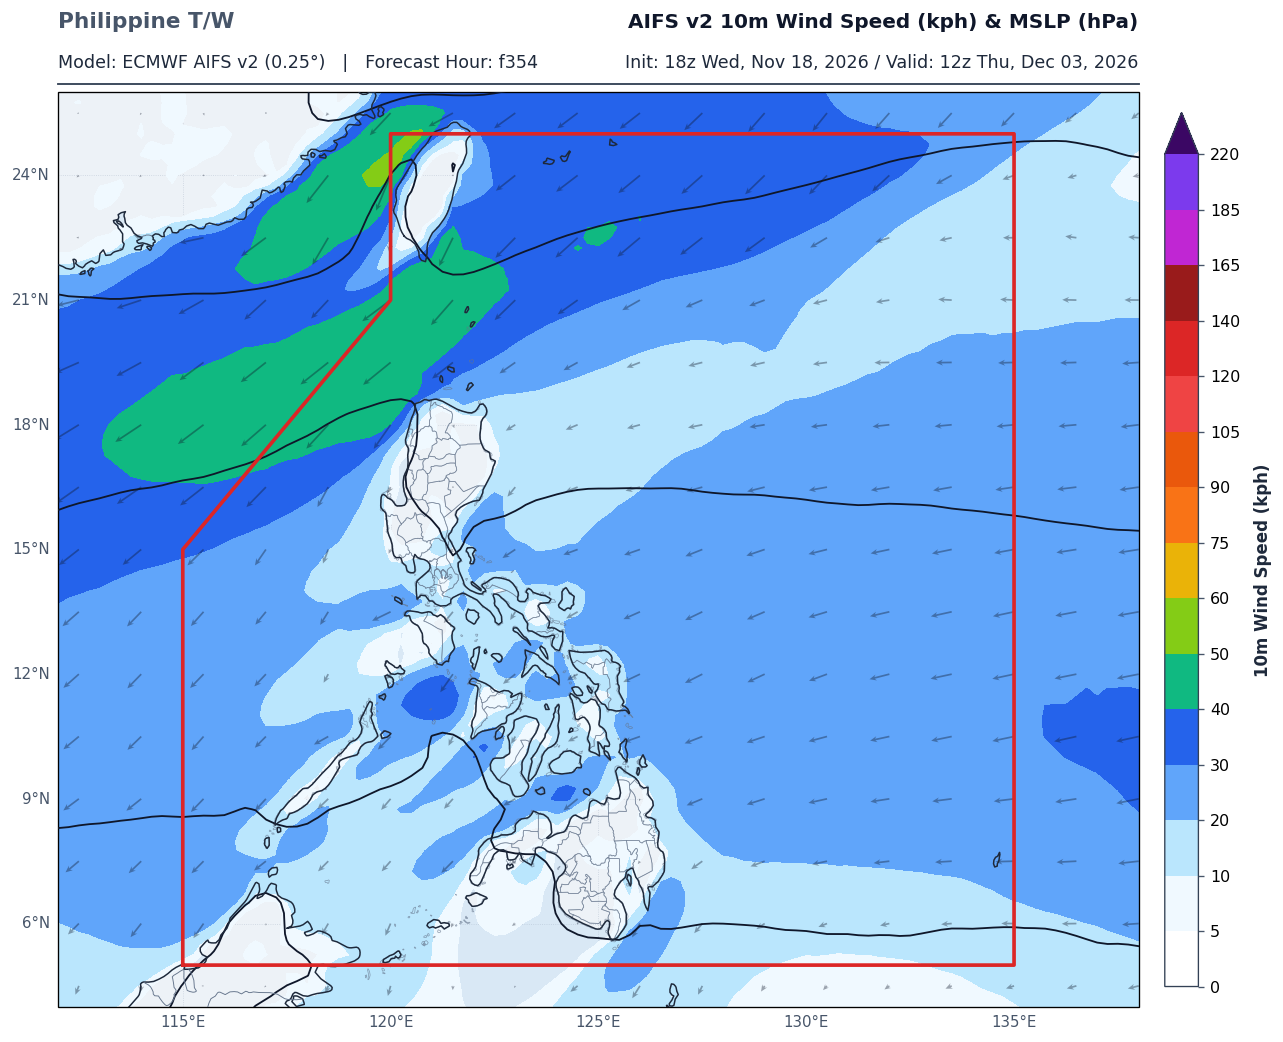 Philippine T/W
AIFS v2 10m Wind Speed (kph) & MSLP (hPa)
Model: ECMWF AIFS v2 (0.25°)   |   Forecast Hour: f354
Init: 18z Wed, Nov 18, 2026 / Valid: 12z Thu, Dec 03, 2026
24°N
21°N
18°N
15°N
12°N
9°N
6°N
115°E
120°E
125°E
130°E
135°E
220
185
165
140
120
105
90
75
60
50
40
30
20
10
5
0
10m Wind Speed (kph)